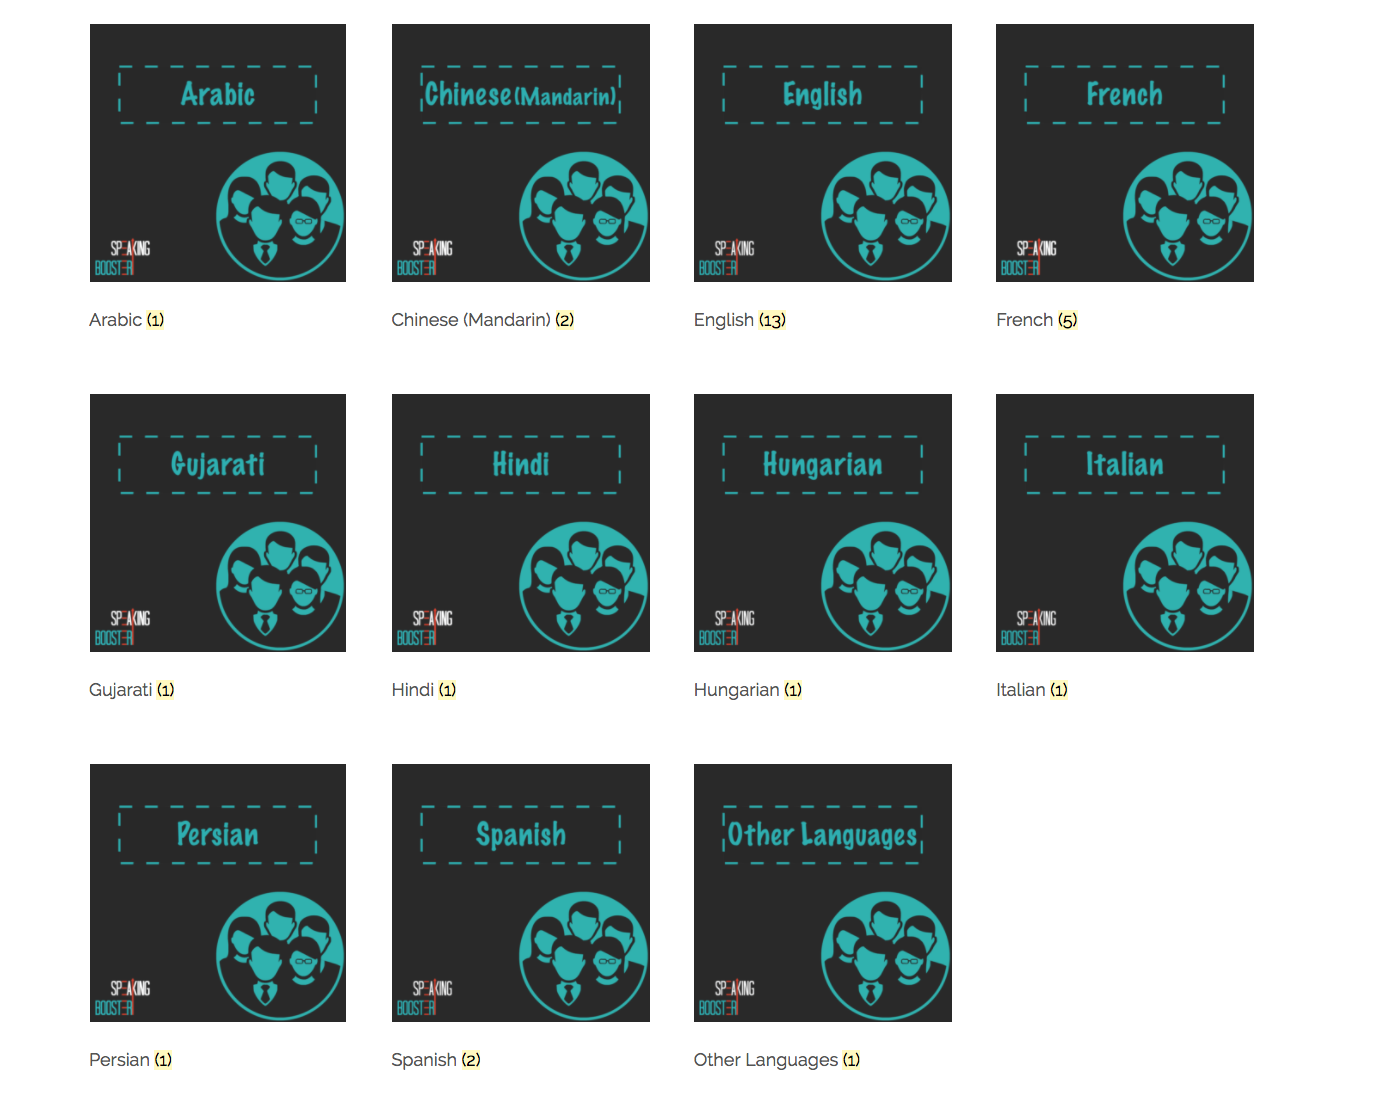 Arabic
SPEAKING
BOOSTER
Arabic (1)
Chinese (Mandarin)
SPEAKING
BOOSTER
Chinese (Mandarin) (2)
English
SPEAKING
BOOSTER
English (13)
French
SPEAKING
BOOSTER
French (5)
Gujarati
SPEAKING
BOOSTER
Gujarati (1)
Hindi
SPEAKING
BOOSTER
Hindi (1)
Hungarian
SPEAKING
BOOSTER
Hungarian (1)
Italian
SPEAKING
BOOSTER
Italian (1)
Persian
SPEAKING
BOOSTER
Persian (1)
Spanish
SPEAKING
BOOSTER
Spanish (2)
Other Languages
SPEAKING
BOOSTER
Other Languages (1)